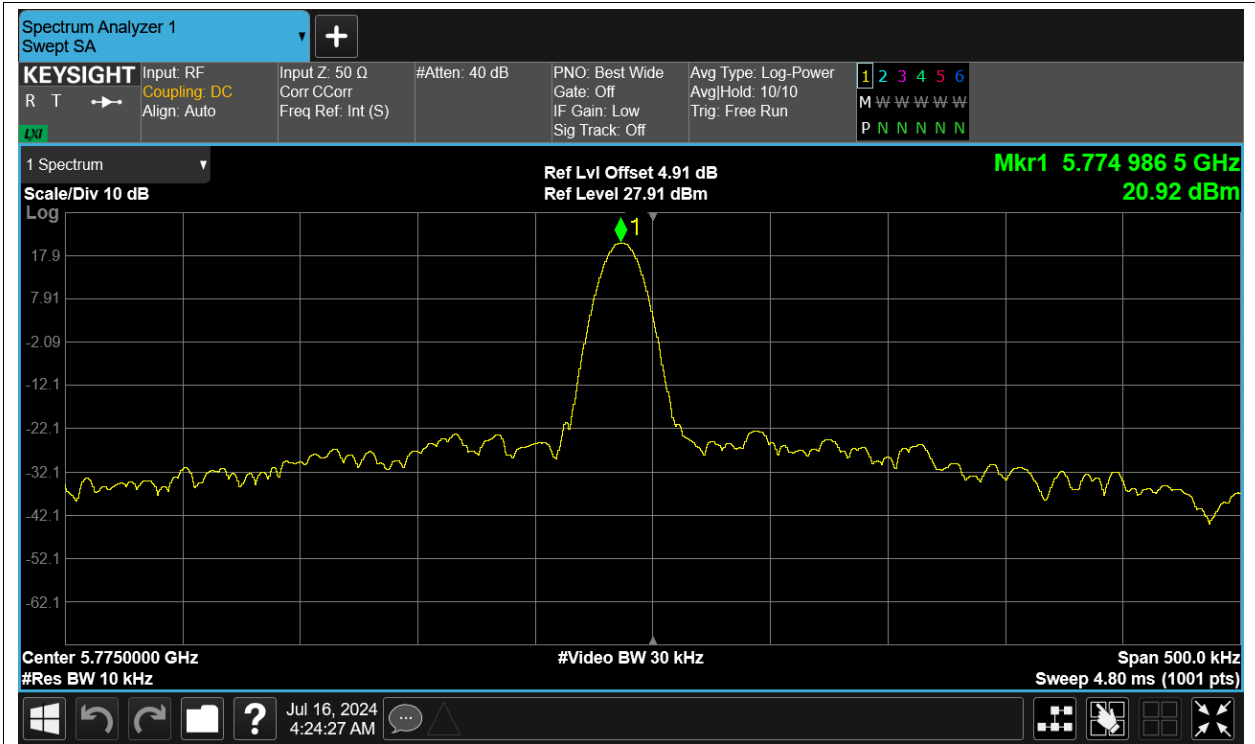 Spectrum Analyzer 1
Swept SA
KEYSIGHT
R T
LXI
Input: RF
Coupling: DC
Align: Auto
Input Z: 50 Ω
Corr CCorr
Freq Ref: Int (S)
#Atten: 40 dB
PNO: Best Wide
Gate: Off
IF Gain: Low
Sig Track: Off
Avg Type: Log-Power
Avg|Hold: 10/10
Trig: Free Run
1 2 3 4 5 6
M W W W W W
P N N N N N
1 Spectrum
Scale/Div 10 dB
Log
Ref Lvl Offset 4.91 dB
Ref Level 27.91 dBm
Mkr1 5.774 986 5 GHz
20.92 dBm
1
17.9
7.91
-2.09
-12.1
-22.1
-32.1
-42.1
-52.1
-62.1
Center 5.7750000 GHz
#Res BW 10 kHz
#Video BW 30 kHz
Span 500.0 kHz
Sweep 4.80 ms (1001 pts)
?
Jul 16, 2024
4:24:27 AM